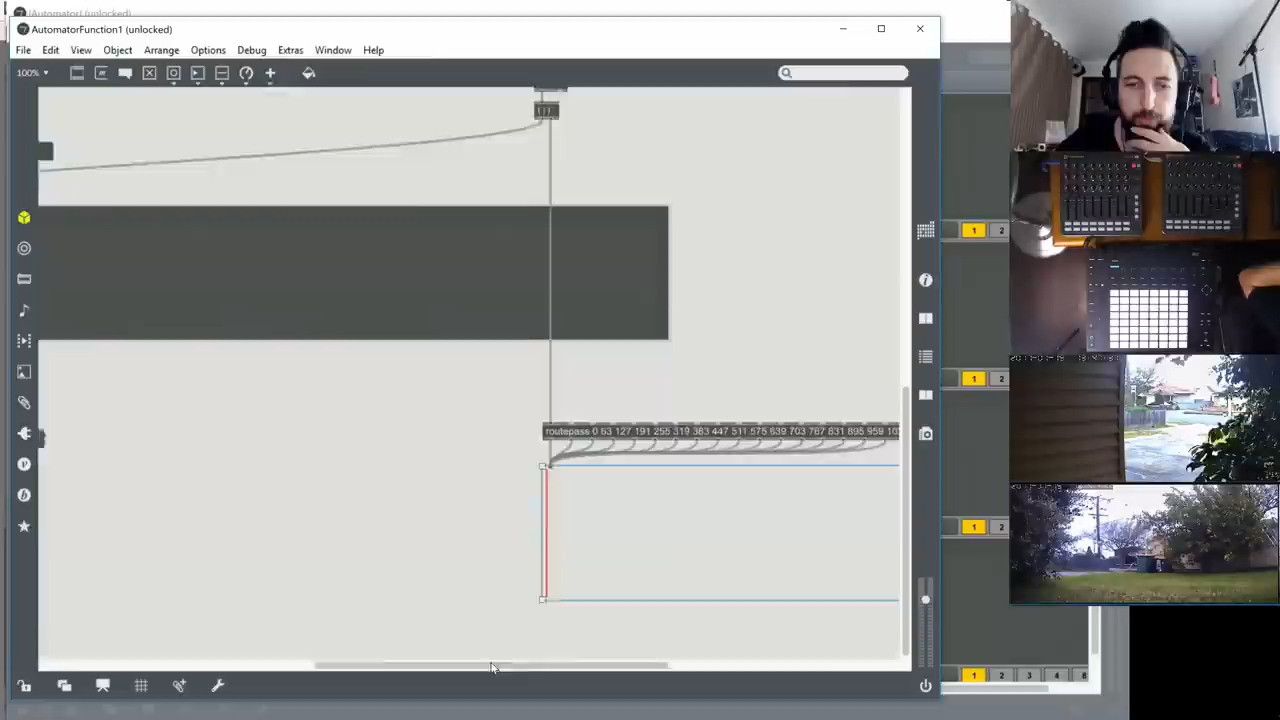 AutomatorFunction1 (unlocked)
File Edit View Object Arrange Options Debug Extras Window Help
100%
1 2
routepass 0 63 127 191 255 319 383 447 511 575 639 703 767 831 895 959
1 2
1 2
1 2 3 4